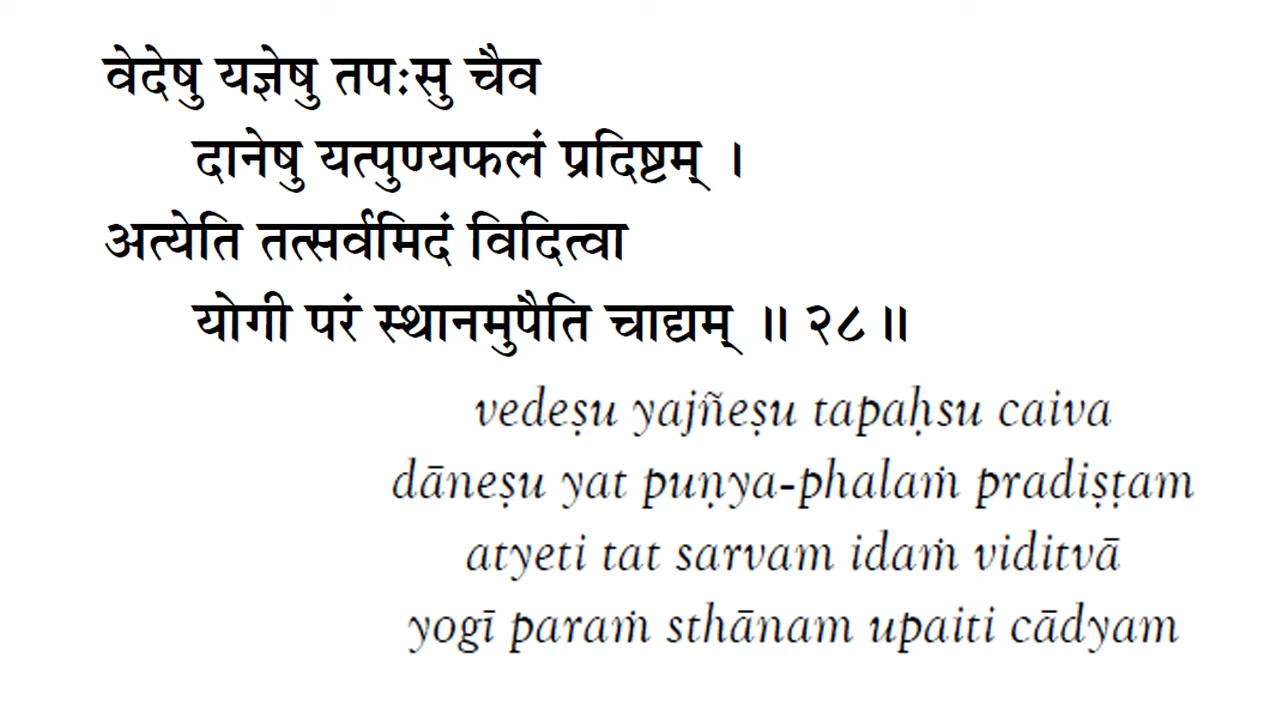 वेदेषु यज्ञेषु तपःसु चैव
दानेषु यत्पुण्यफलं प्रदिष्टम् ।
अत्येति तत्सर्वमिदं विदित्वा
योगी परं स्थानमुपैति चाद्यम् ॥ २८॥
vedeṣu yajñeṣu tapaḥsu caiva
dāneṣu yat puṇya-phalaṁ pradiṣṭam
atyeti tat sarvam idaṁ viditvā
yogī paraṁ sthānam upaiti cādyam